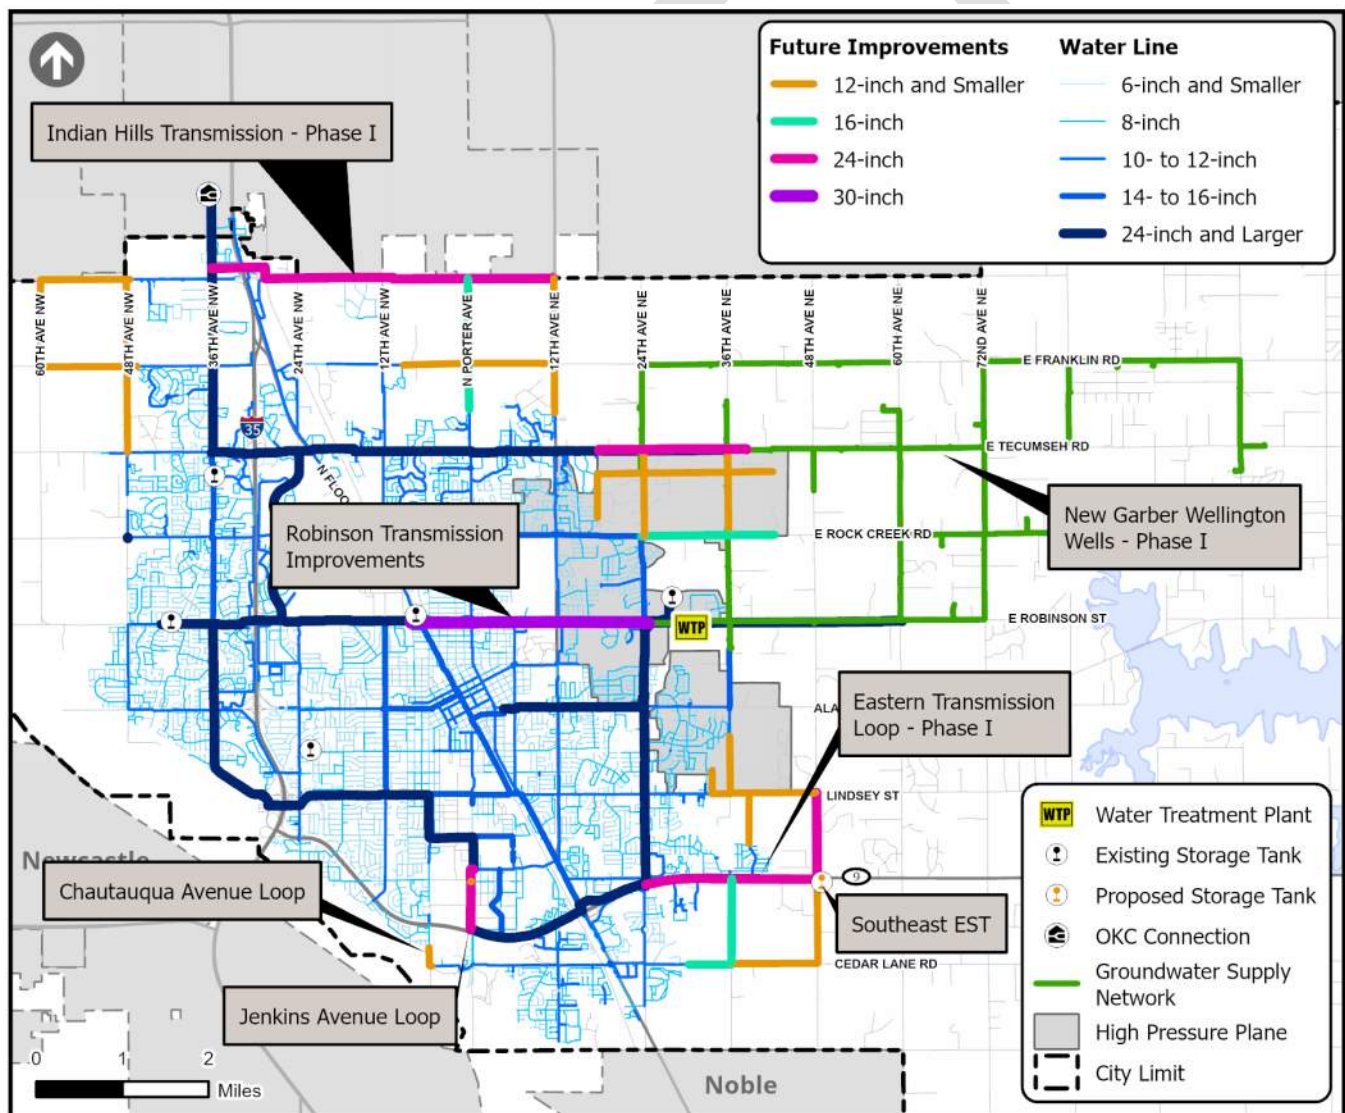 Future Improvements
12-inch and Smaller
16-inch
24-inch
30-inch
Water Line
6-inch and Smaller
8-inch
10- to 12-inch
14- to 16-inch
24-inch and Larger
Indian Hills Transmission - Phase I
60TH AVE NW
48TH AVE NW
36TH AVE NW
24TH AVE NW
12TH AVE NW
N PORTER AVE
12TH AVE NE
24TH AVE NE
36TH AVE NE
48TH AVE NE
60TH AVE NE
72ND AVE NE
E FRANKLIN RD
35
E TECUMSEH RD
N FLOO
Robinson Transmission
Improvements
New Garber Wellington
Wells - Phase I
E ROCK CREEK RD
E ROBINSON ST
WTP
ALA
Eastern Transmission
Loop - Phase I
LINDSEY ST
Newcastle
Chautauqua Avenue Loop
9
Southeast EST
CEDAR LANE RD
Jenkins Avenue Loop
Noble
0 1 2
Miles
WTP Water Treatment Plant
Existing Storage Tank
Proposed Storage Tank
OKC Connection
Groundwater Supply
Network
High Pressure Plane
City Limit